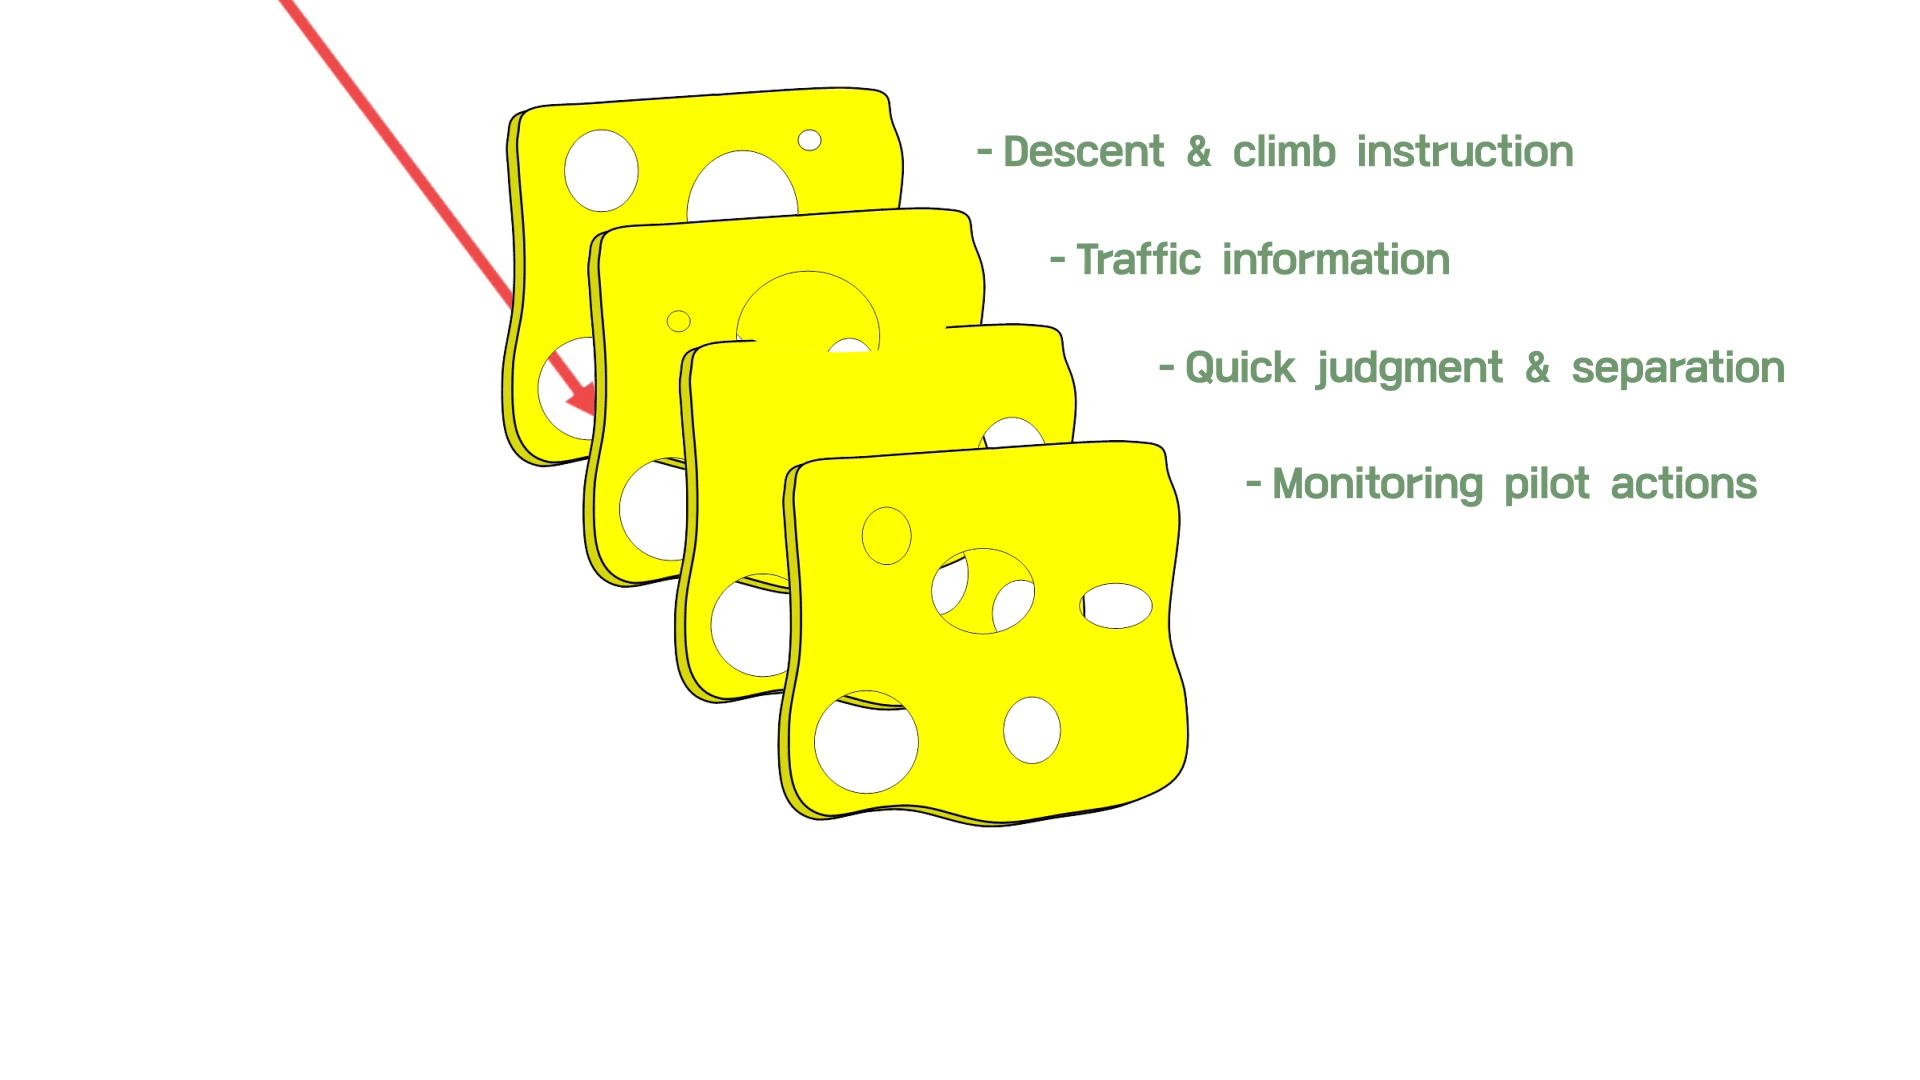 - Descent & climb instruction
- Traffic information
- Quick judgment & separation
- Monitoring pilot actions